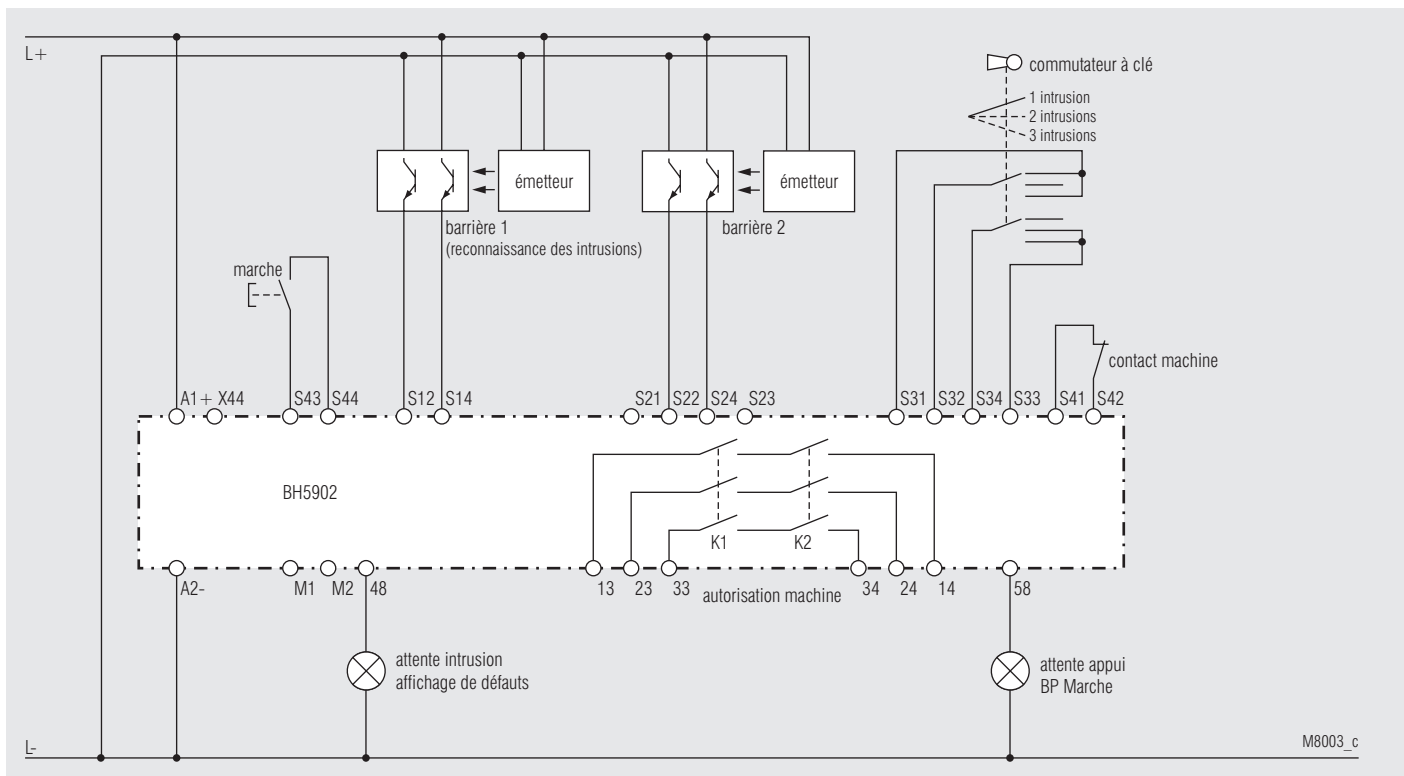 L+
commutateur à clé
1 intrusion
2 intrusions
3 intrusions
émetteur
émetteur
barrière 1
(reconnaissance des intrusions)
barrière 2
marche
contact machine
A1+ X44 S43 S44 S12 S14 S21 S22 S24 S23 S31 S32 S34 S33 S41 S42
BH5902
K1 K2
A2- M1 M2 48 13 23 33 autorisation machine 34 24 14 58
attente intrusion
affichage de défauts
attente appui
BP Marche
L-
M8003_c